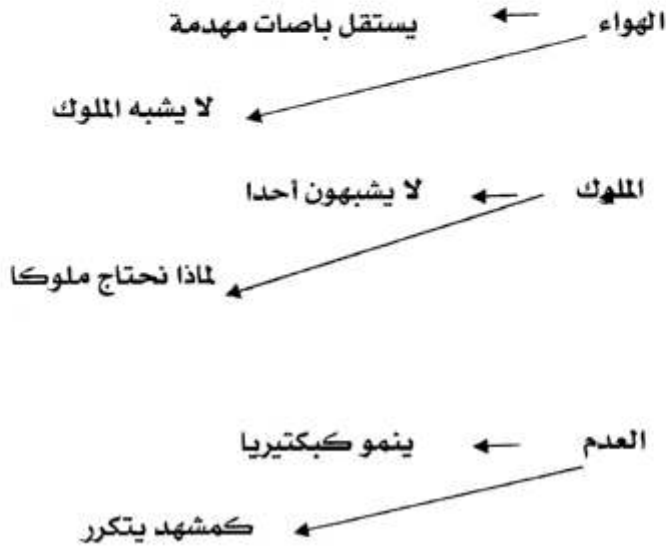 الهواء ← يستقل باصات مهدمة
لا يشبه الملوك
الملوك ← لا يشبهون أحدا
لماذا نحتاج ملوكا
العدم ← ينمو كبكتيريا
كمشهد يتكرر